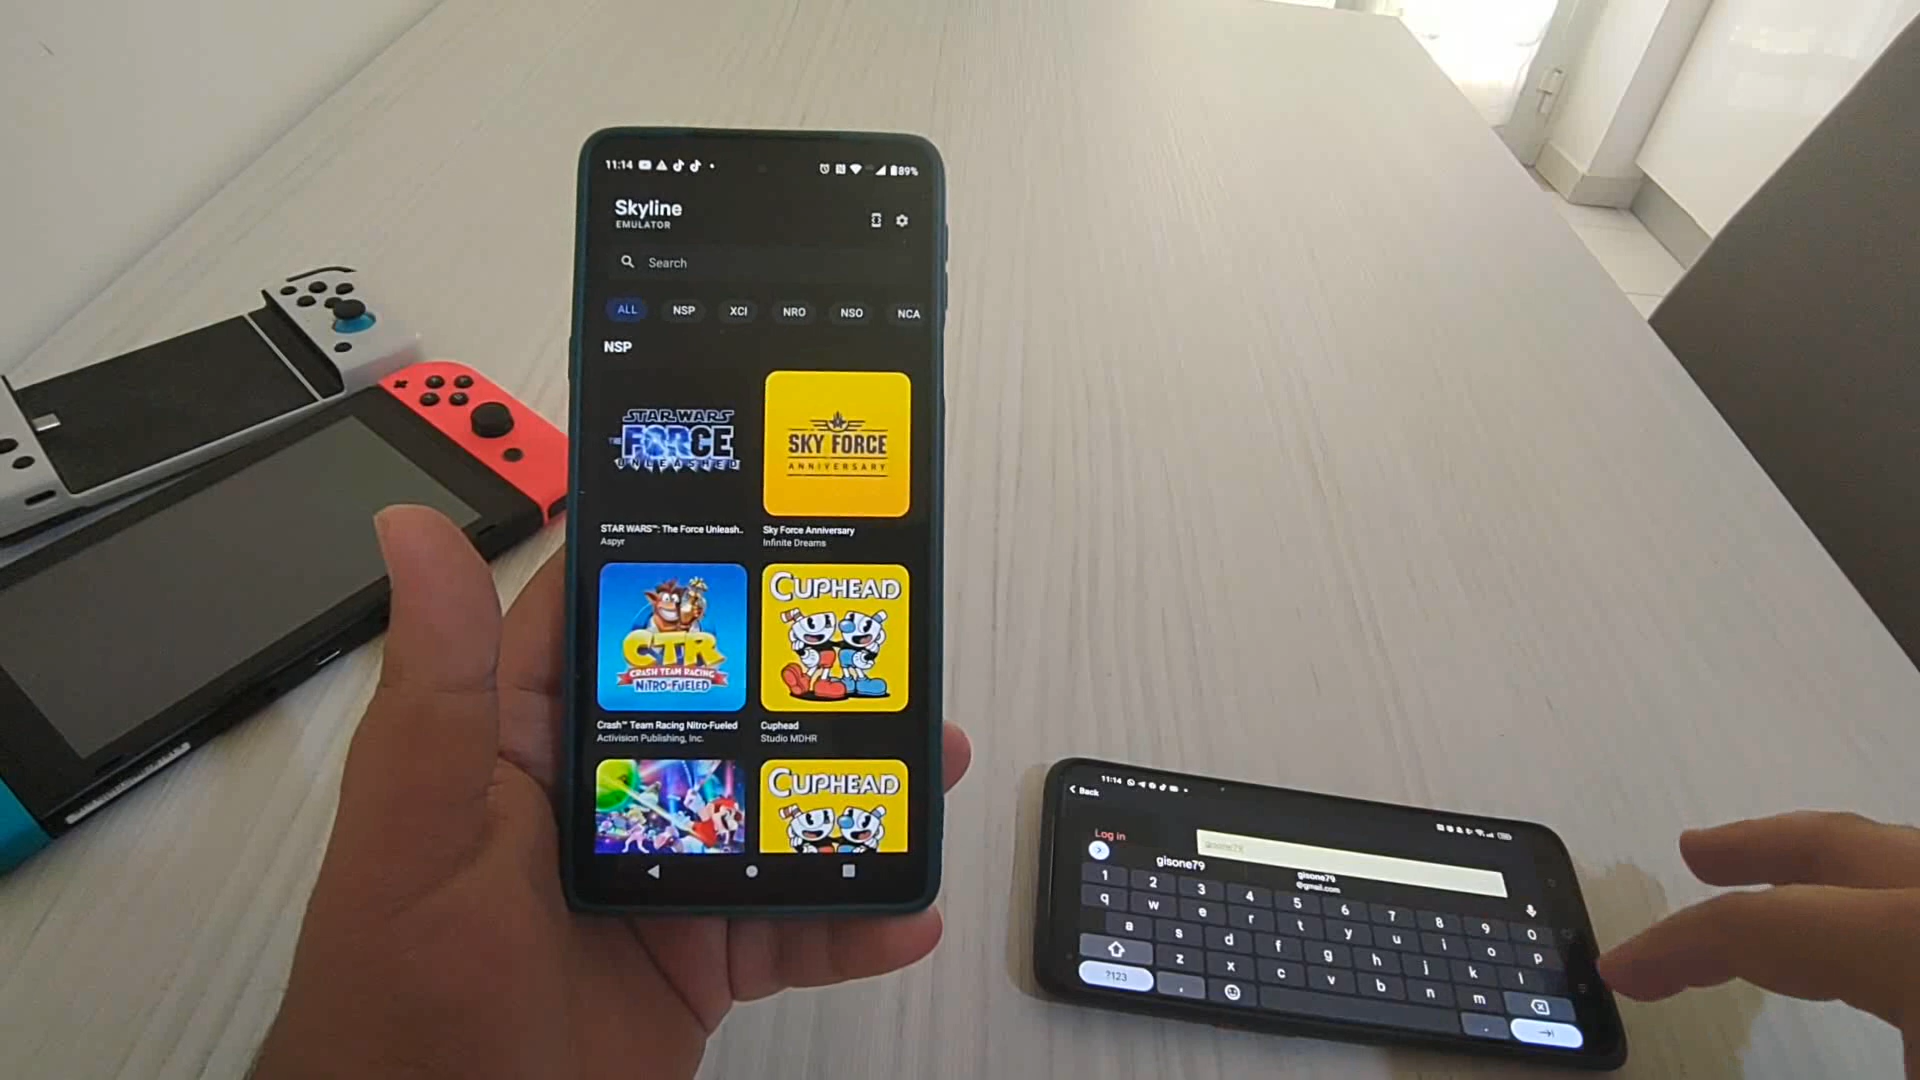 11:14
89%
Skyline
EMULATOR
Search
ALL NSP XCI NRO NSO NCA
NSP
STAR WARS
THE FORCE
UNLEASHED
SKY FORCE
ANNIVERSARY
STAR WARS™: The Force Unleash..
Aspyr
Sky Force Anniversary
Infinite Dreams
CTR
CRASH TEAM RACING
NITRO-FUELED
CUPHEAD
Crash™ Team Racing Nitro-Fueled
Activision Publishing, Inc.
Cuphead
Studio MDHR
CUPHEAD
11:14
Back
Log in
gisone79
gisone79
gisone79
@gmail.com
1 2 3 4 5 6 7 8 9 0
q w e r t y u i o p
a s d f g h j k l
z x c v b n m
?123 , .